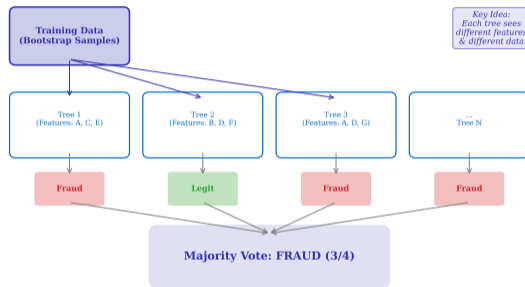 Training Data
(Bootstrap Samples)
Key Idea:
Each tree sees
different features
& different data
Tree 1
(Features: A, C, E)
Tree 2
(Features: B, D, F)
Tree 3
(Features: A, D, G)
...
Tree N
Fraud
Legit
Fraud
Fraud
Majority Vote: FRAUD (3/4)